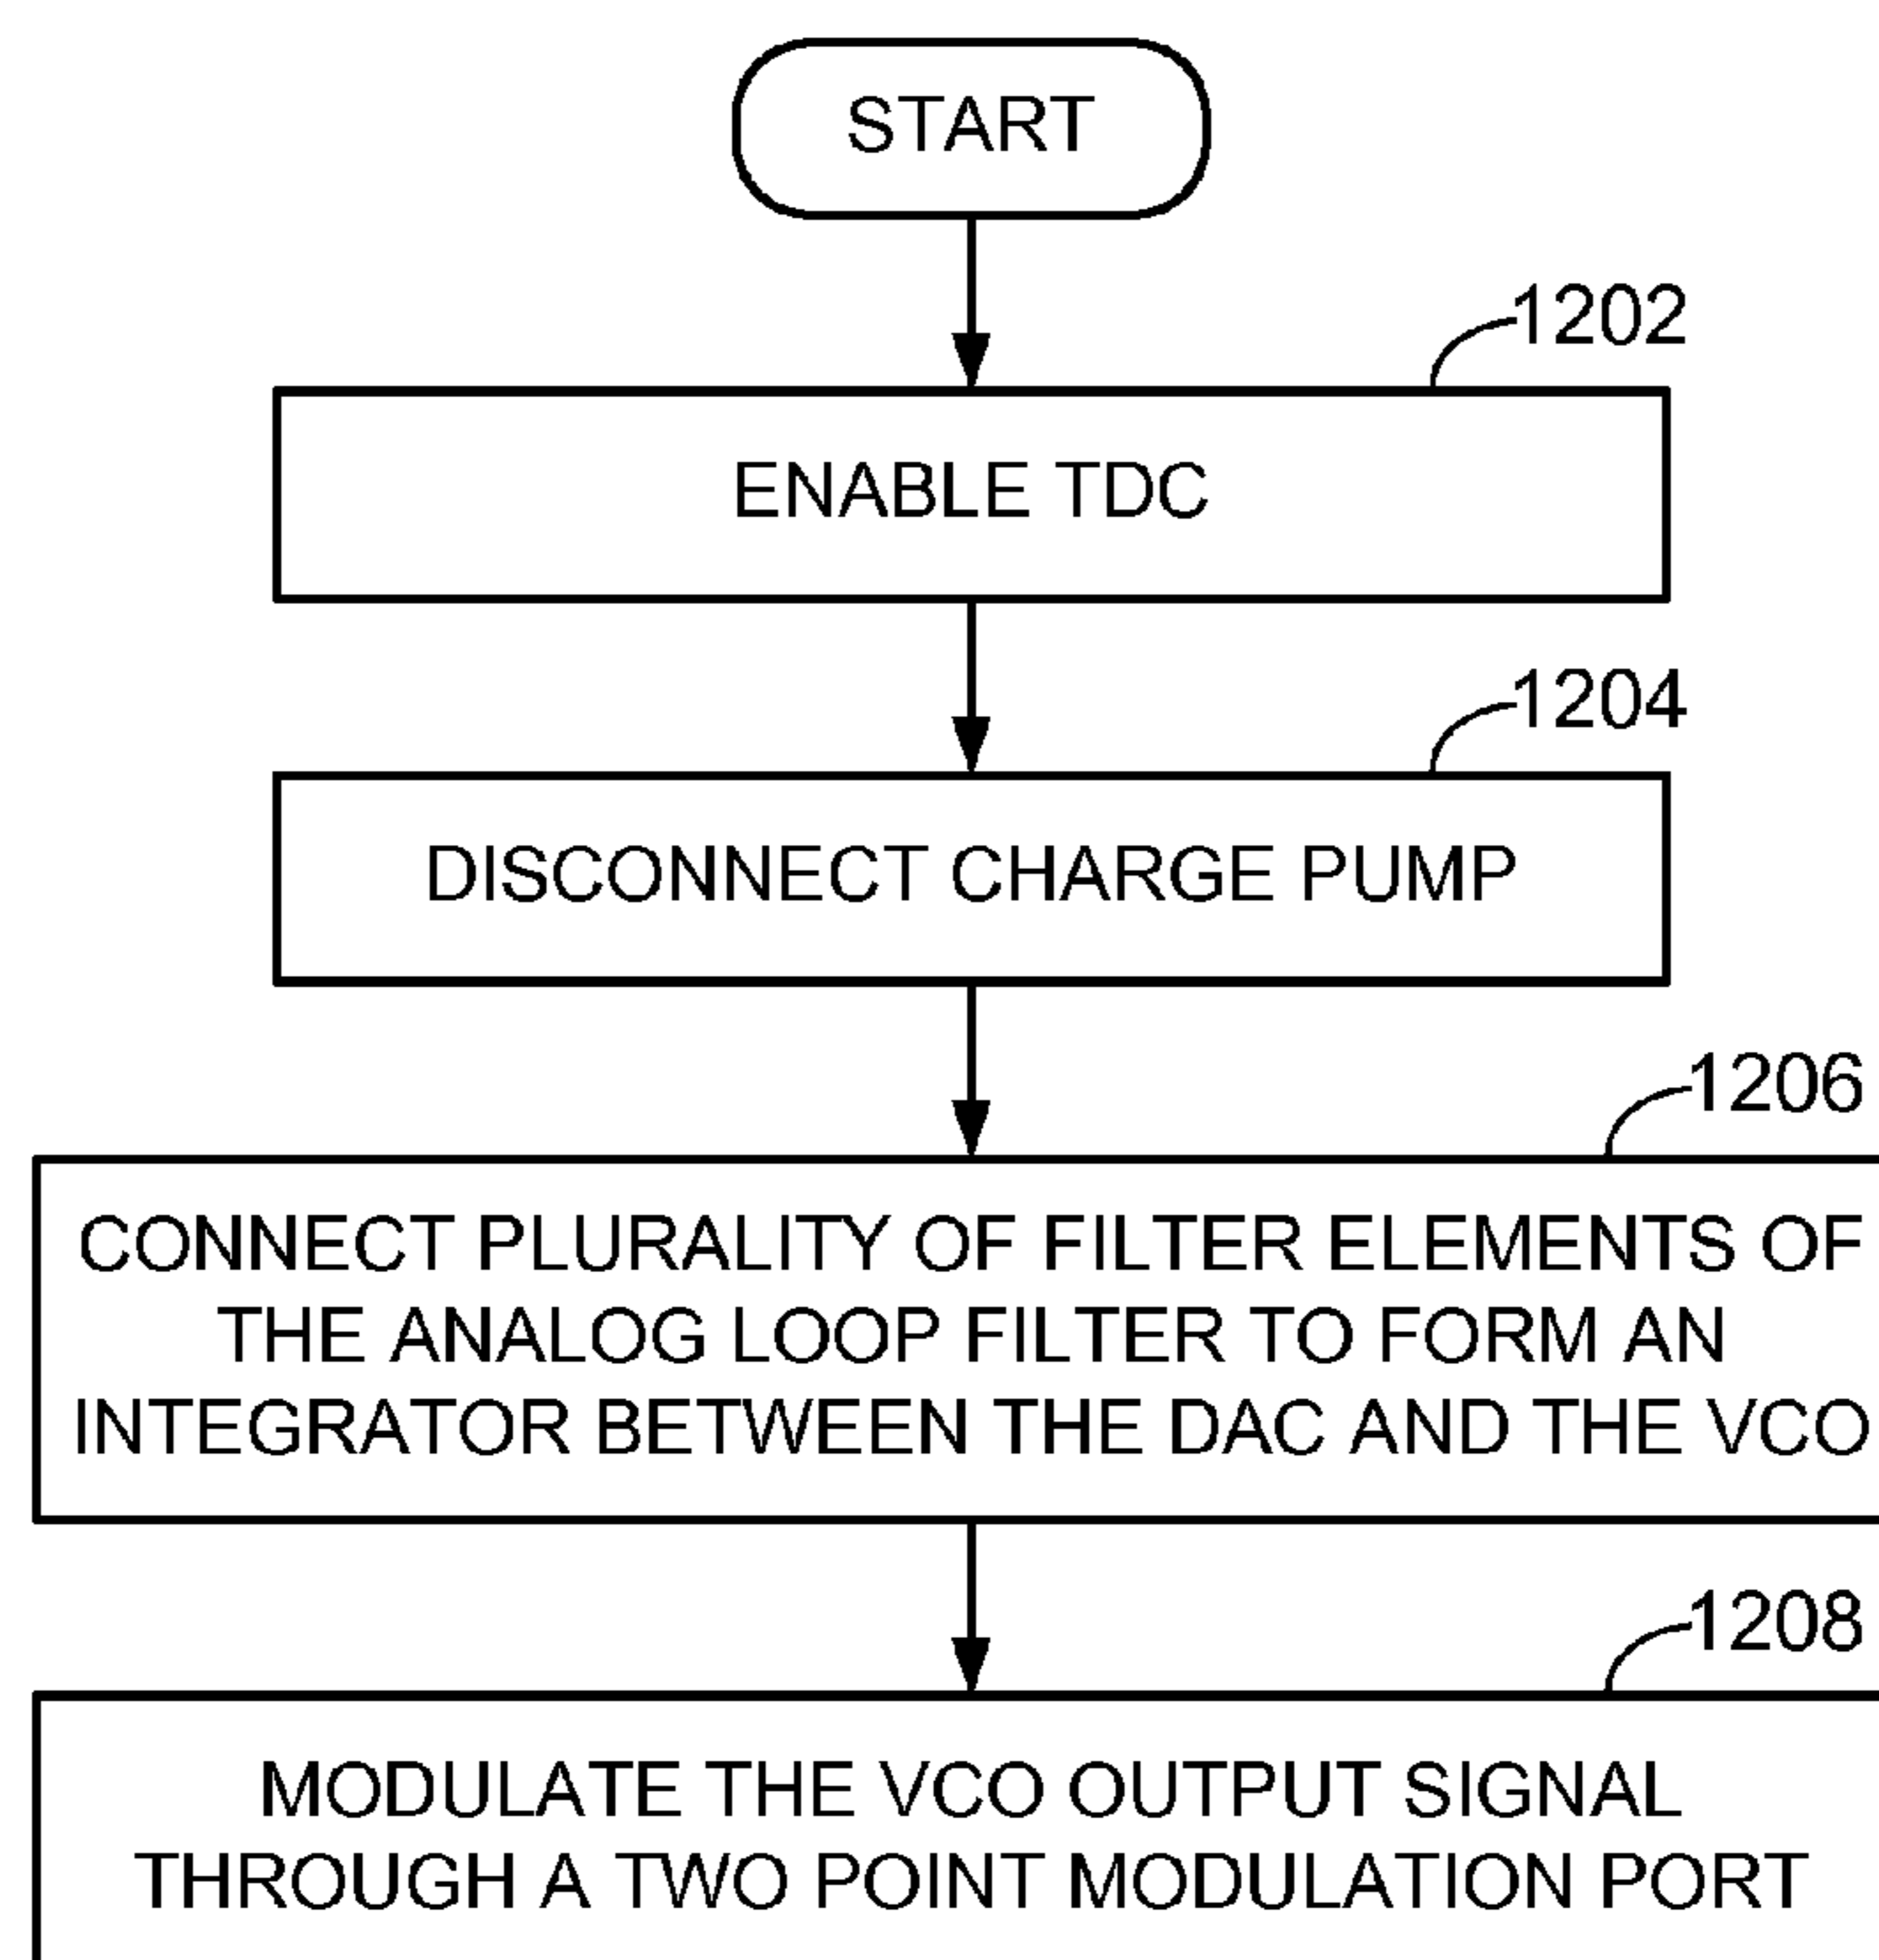 START
1202
ENABLE TDC
1204
DISCONNECT CHARGE PUMP
1206
CONNECT PLURALITY OF FILTER ELEMENTS OF
THE ANALOG LOOP FILTER TO FORM AN
INTEGRATOR BETWEEN THE DAC AND THE VCO
1208
MODULATE THE VCO OUTPUT SIGNAL
THROUGH A TWO POINT MODULATION PORT